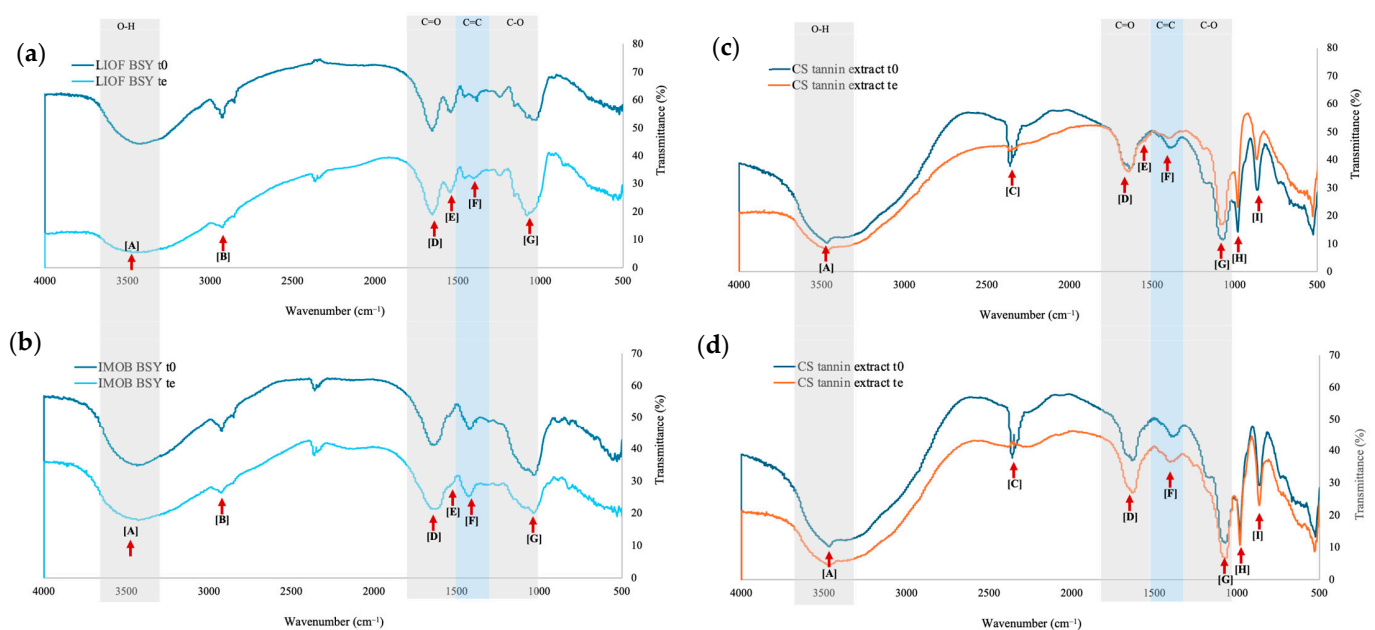 (a)
O-H
C=O
C=C
C-O
LIOF BSY t0
LIOF BSY te
80
70
60
50
40
30
20
10
0
Transmittance (%)
[A]
[B]
[D]
[E]
[F]
[G]
4000
3500
3000
2500
2000
1500
1000
500
Wavenumber (cm⁻¹)
(b)
IMOB BSY t0
IMOB BSY te
70
60
50
40
30
20
10
0
Transmittance (%)
[A]
[B]
[D]
[E]
[F]
[G]
4000
3500
3000
2500
2000
1500
1000
500
Wavenumber (cm⁻¹)
(c)
O-H
C=O
C=C
C-O
CS tannin extract t0
CS tannin extract te
80
70
60
50
40
30
20
10
0
Transmittance (%)
[A]
[C]
[D]
[E]
[F]
[G]
[H]
[I]
4000
3500
3000
2500
2000
1500
1000
500
Wavenumber (cm⁻¹)
(d)
CS tannin extract t0
CS tannin extract te
70
60
50
40
30
20
10
0
Transmittance (%)
[A]
[C]
[D]
[F]
[G]
[H]
[I]
4000
3500
3000
2500
2000
1500
1000
500
Wavenumber (cm⁻¹)